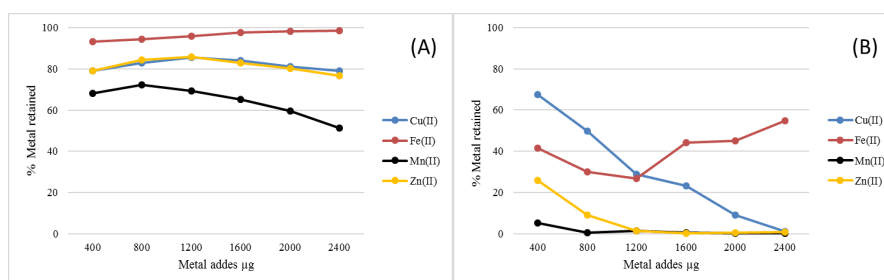 (A)
% Metal retained
100
80
60
40
20
0
400 800 1200 1600 2000 2400
Metal addes µg
Cu(II)
Fe(II)
Mn(II)
Zn(II)
(B)
% Metal retained
100
80
60
40
20
0
400 800 1200 1600 2000 2400
Metal addes µg
Cu(II)
Fe(II)
Mn(II)
Zn(II)